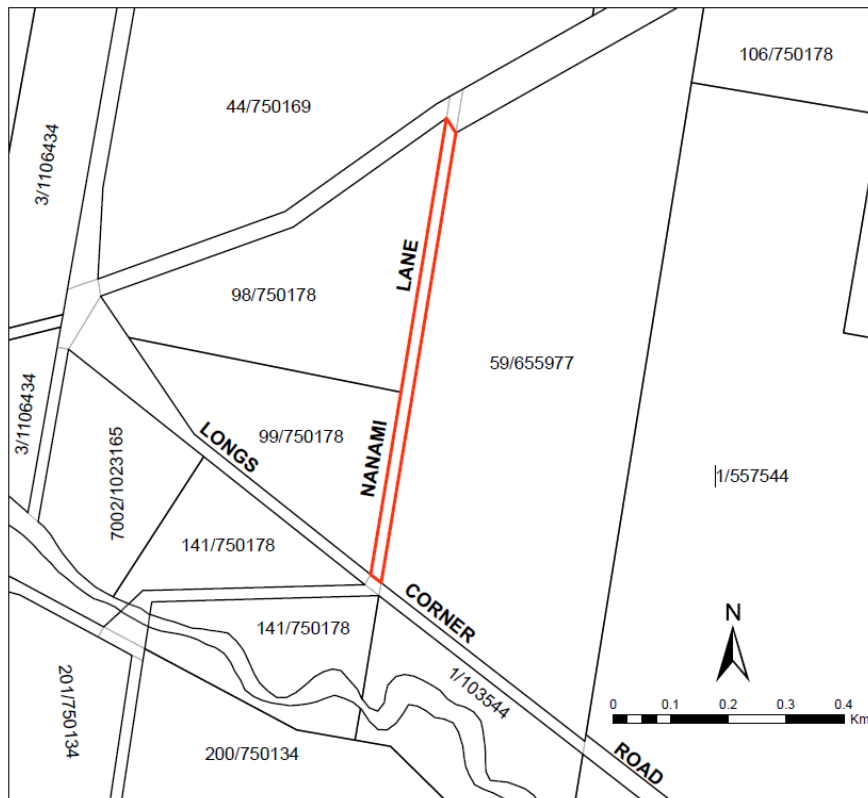 106/750178
44/750169
3/1106434
LANE
98/750178
59/655977
3/1106434
LONGS
99/750178
NANAMI
1/557544
7002/1023165
141/750178
CORNER
141/750178
1/103544
N
0 0.1 0.2 0.3 0.4
Km
201/750134
200/750134
ROAD